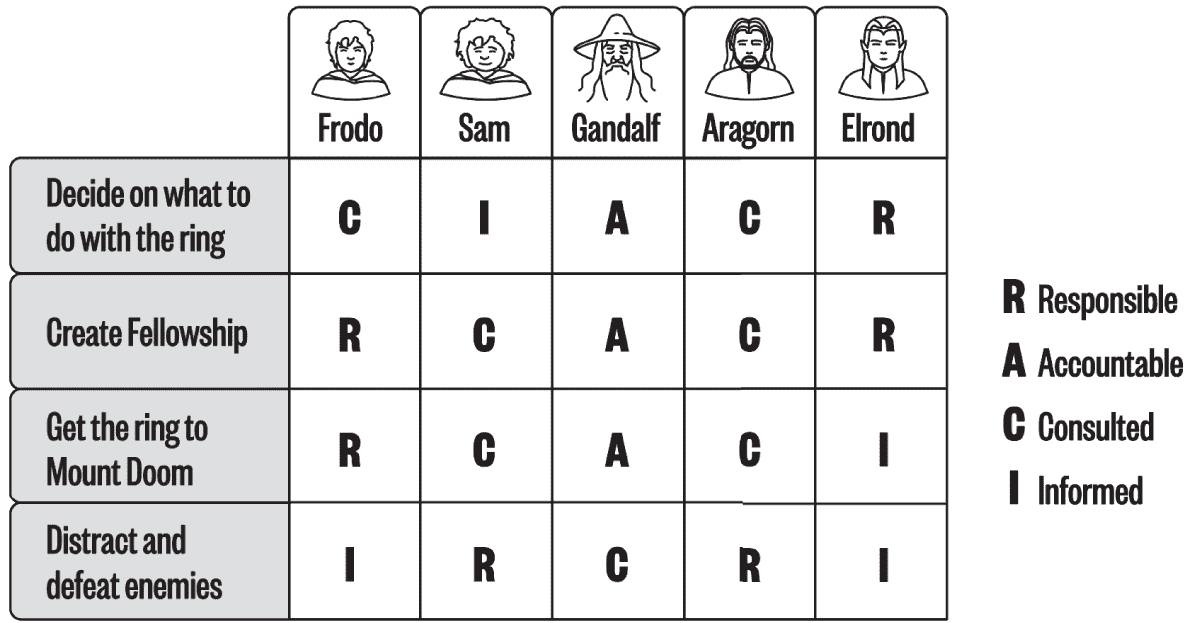 Frodo Sam Gandalf Aragorn Elrond
Decide on what to
do with the ring
C I A C R
Create Fellowship
R C A C R
Get the ring to
Mount Doom
R C A C I
Distract and
defeat enemies
I R C R I
R Responsible
A Accountable
C Consulted
I Informed